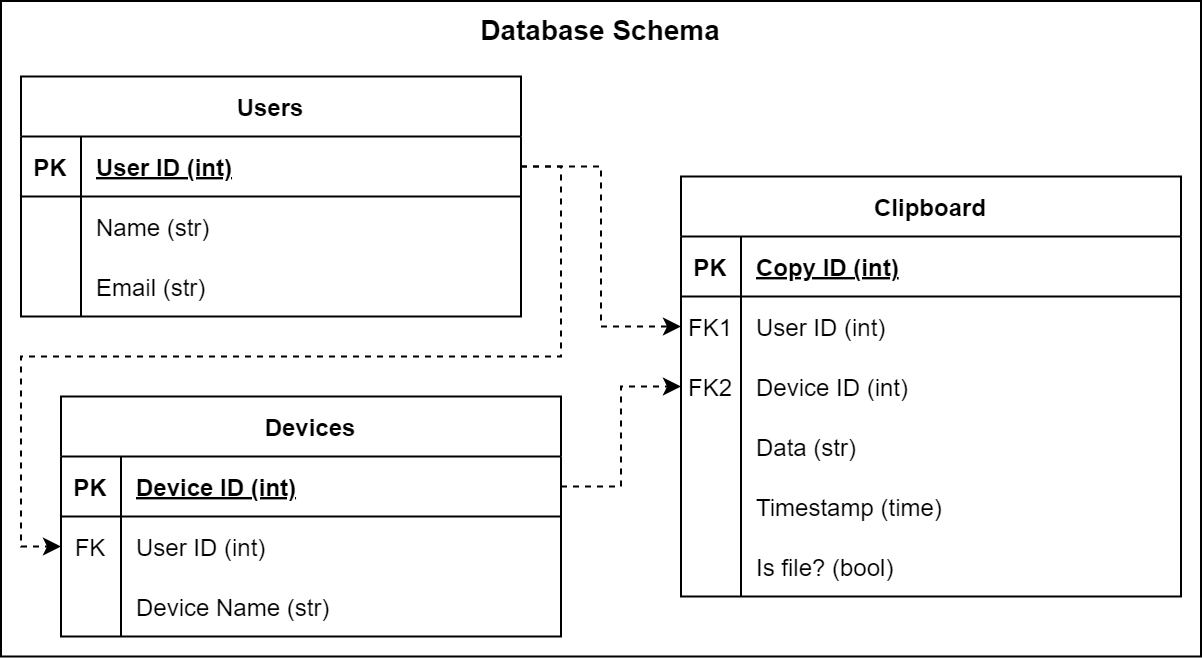 Database Schema
Users
PK User ID (int)
Name (str)
Email (str)
Devices
PK Device ID (int)
FK User ID (int)
Device Name (str)
Clipboard
PK Copy ID (int)
FK1 User ID (int)
FK2 Device ID (int)
Data (str)
Timestamp (time)
Is file? (bool)